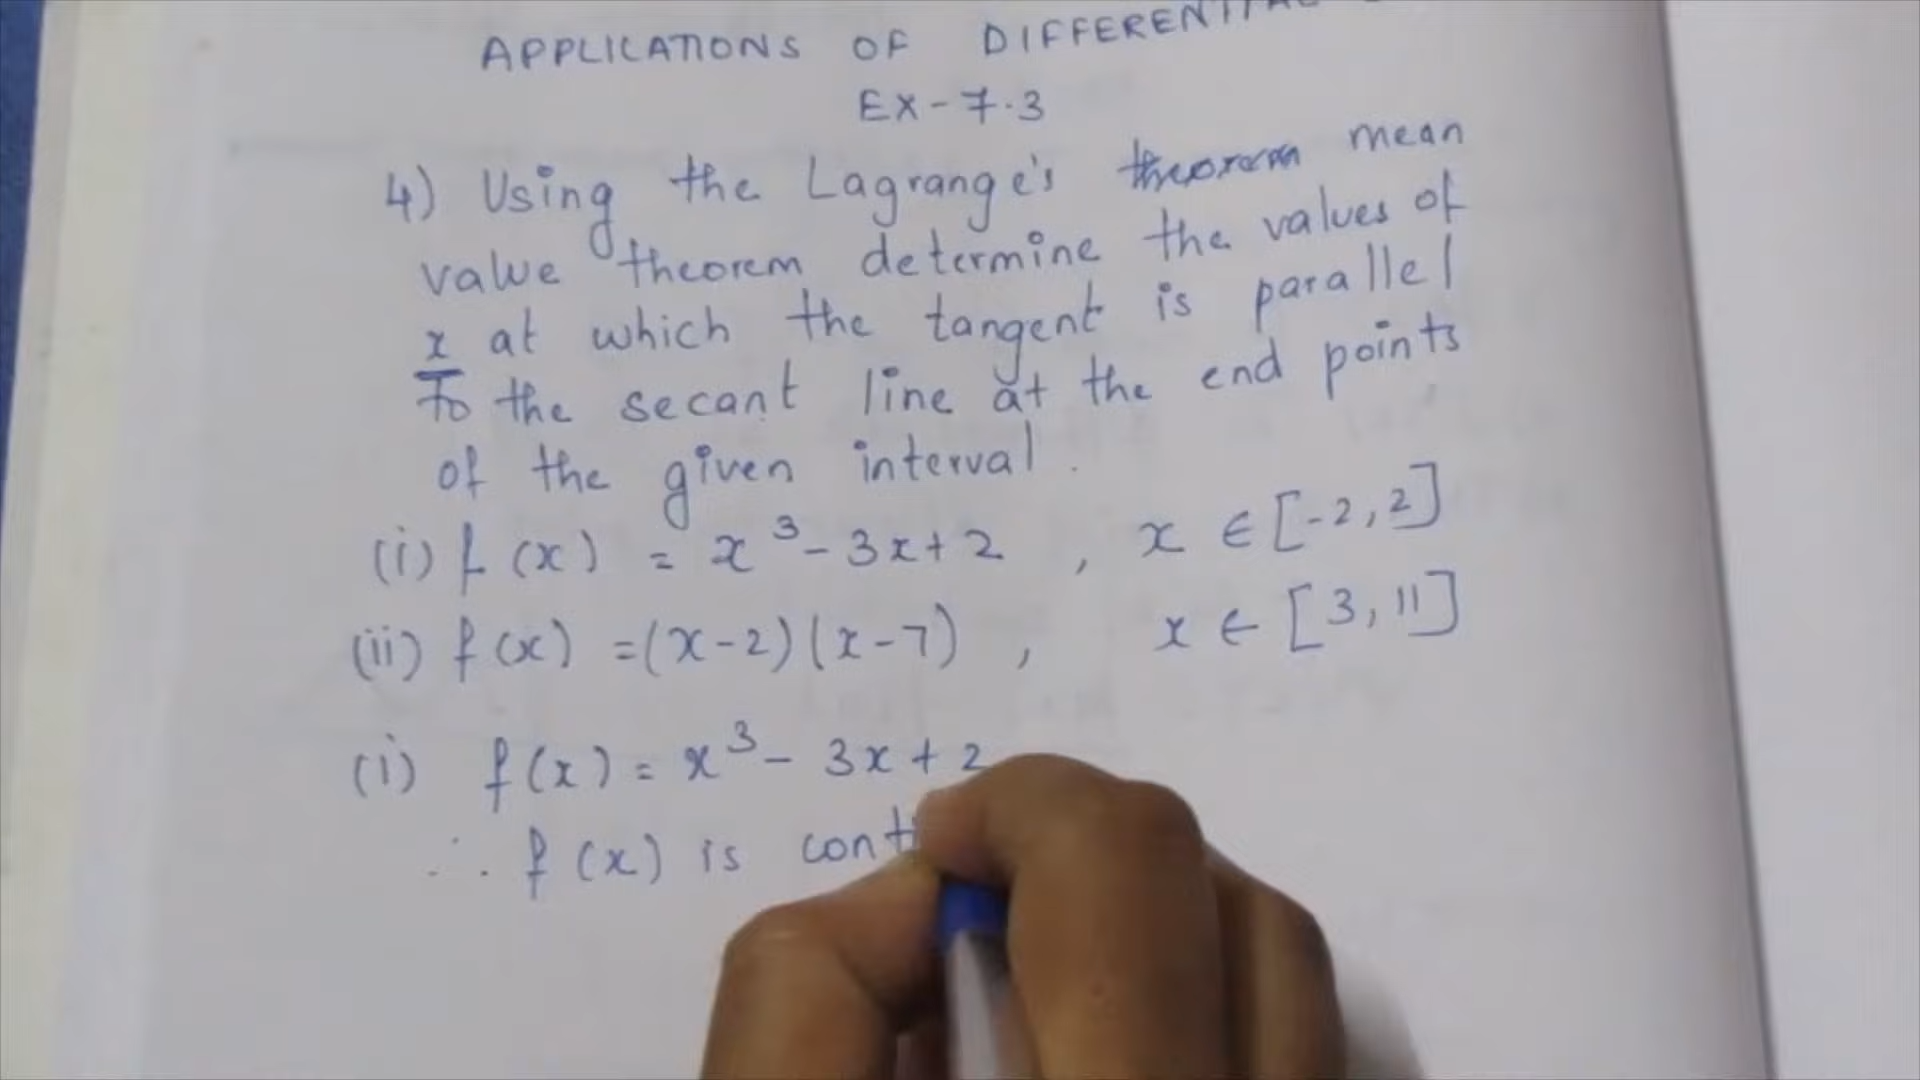 APPLICATIONS OF
EX-7.3
4) Using the Lagrange's theorem mean
value theorem determine the values of
x at which the tangent is parallel
To the secant line at the end points
of the given interval.
(i) f(x) = x³-3x+2 , x ∈ [-2,2]
(ii) f(x) =(x-2)(x-7) , x ∈ [3,11]
(i) f(x) = x³- 3x+2
∴ f(x) is